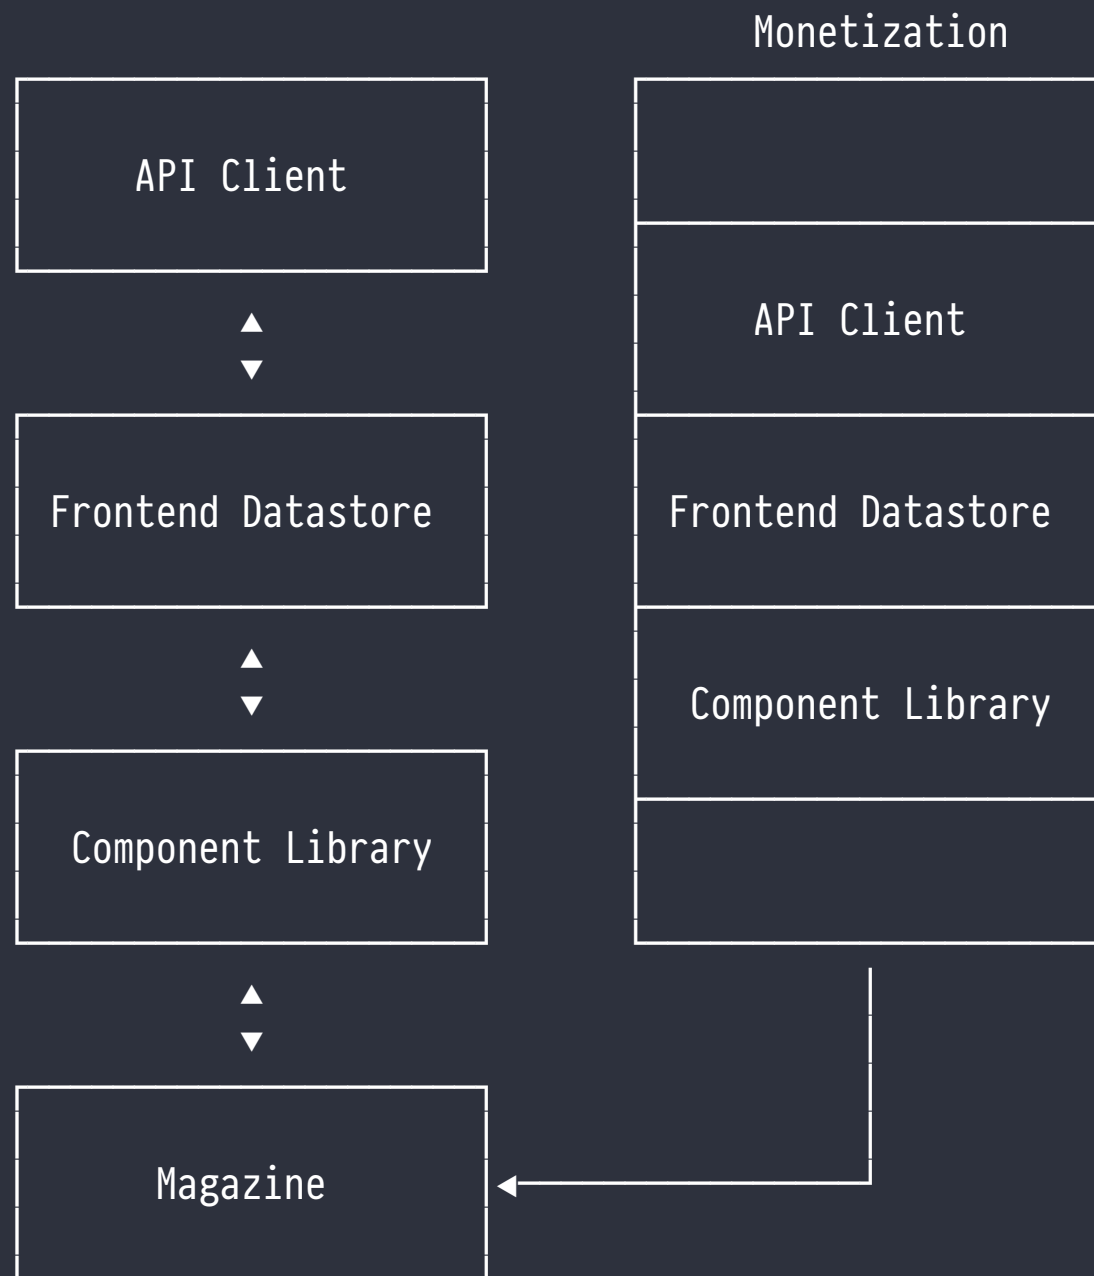 Monetization
API Client
API Client
Frontend Datastore
Frontend Datastore
Component Library
Component Library
Magazine